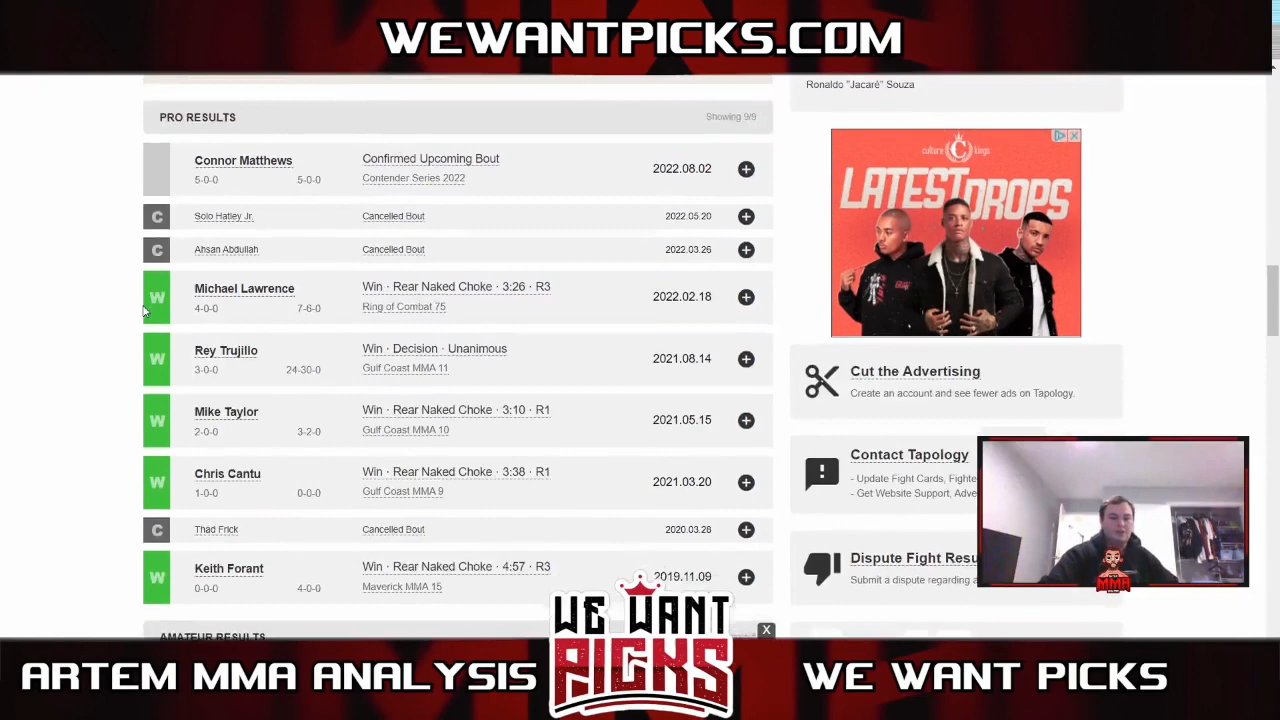 WEWANTPICKS.COM
Ronaldo "Jacaré" Souza
PRO RESULTS
Showing 9/9
Connor Matthews
Confirmed Upcoming Bout
2022.08.02
5-0-0
5-0-0
Contender Series 2022
C
Solo Hatley Jr.
Cancelled Bout
2022.05.20
C
Ahsan Abdullah
Cancelled Bout
2022.03.26
W
Michael Lawrence
Win · Rear Naked Choke · 3:26 · R3
2022.02.18
4-0-0
7-6-0
Ring of Combat 75
W
Rey Trujillo
Win · Decision · Unanimous
2021.08.14
3-0-0
24-30-0
Gulf Coast MMA 11
W
Mike Taylor
Win · Rear Naked Choke · 3:10 · R1
2021.05.15
2-0-0
3-2-0
Gulf Coast MMA 10
W
Chris Cantu
Win · Rear Naked Choke · 3:38 · R1
2021.03.20
1-0-0
0-0-0
Gulf Coast MMA 9
C
Thad Frick
Cancelled Bout
2020.03.28
W
Keith Forant
Win · Rear Naked Choke · 4:57 · R3
2019.11.09
0-0-0
4-0-0
Maverick MMA 15
AMATEUR RESULTS
culture C kings
LATEST DROPS
Cut the Advertising
Create an account and see fewer ads on Tapology.
Contact Tapology
- Update Fight Cards, Fighte
- Get Website Support, Adve
Dispute Fight Resu
Submit a dispute regarding a
MMA
X
WE WANT
PICKS
ARTEM MMA ANALYSIS
WE WANT PICKS